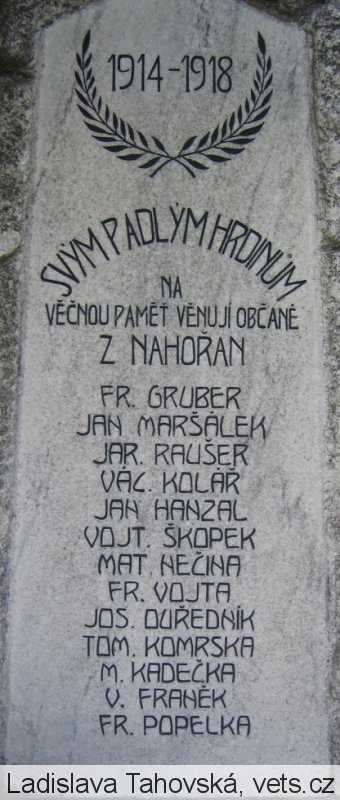 1914-1918
SVÝM PADLÝM HRDINŮM
NA
VĚČNOU PAMĚŤ VĚNUJÍ OBČANÉ
Z NAHOŘAN
FR. GRUBER
JAN MARŠÁLEK
JAR. RAUŠER
VÁC. KOLÁŘ
JAN HANZAL
VOJT. ŠKOPEK
MAT. NEČINA
FR. VOJTA
JOS. OUŘEDNÍK
TOM. KOMRSKA
M. KADEČKA
V. FRANĚK
FR. POPELKA
Ladislava Tahovská, vets.cz